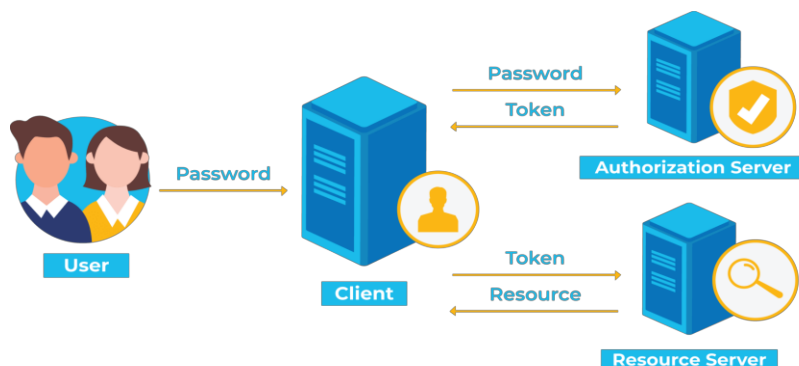 Password
User
Client
Password
Token
Authorization Server
Token
Resource
Resource Server